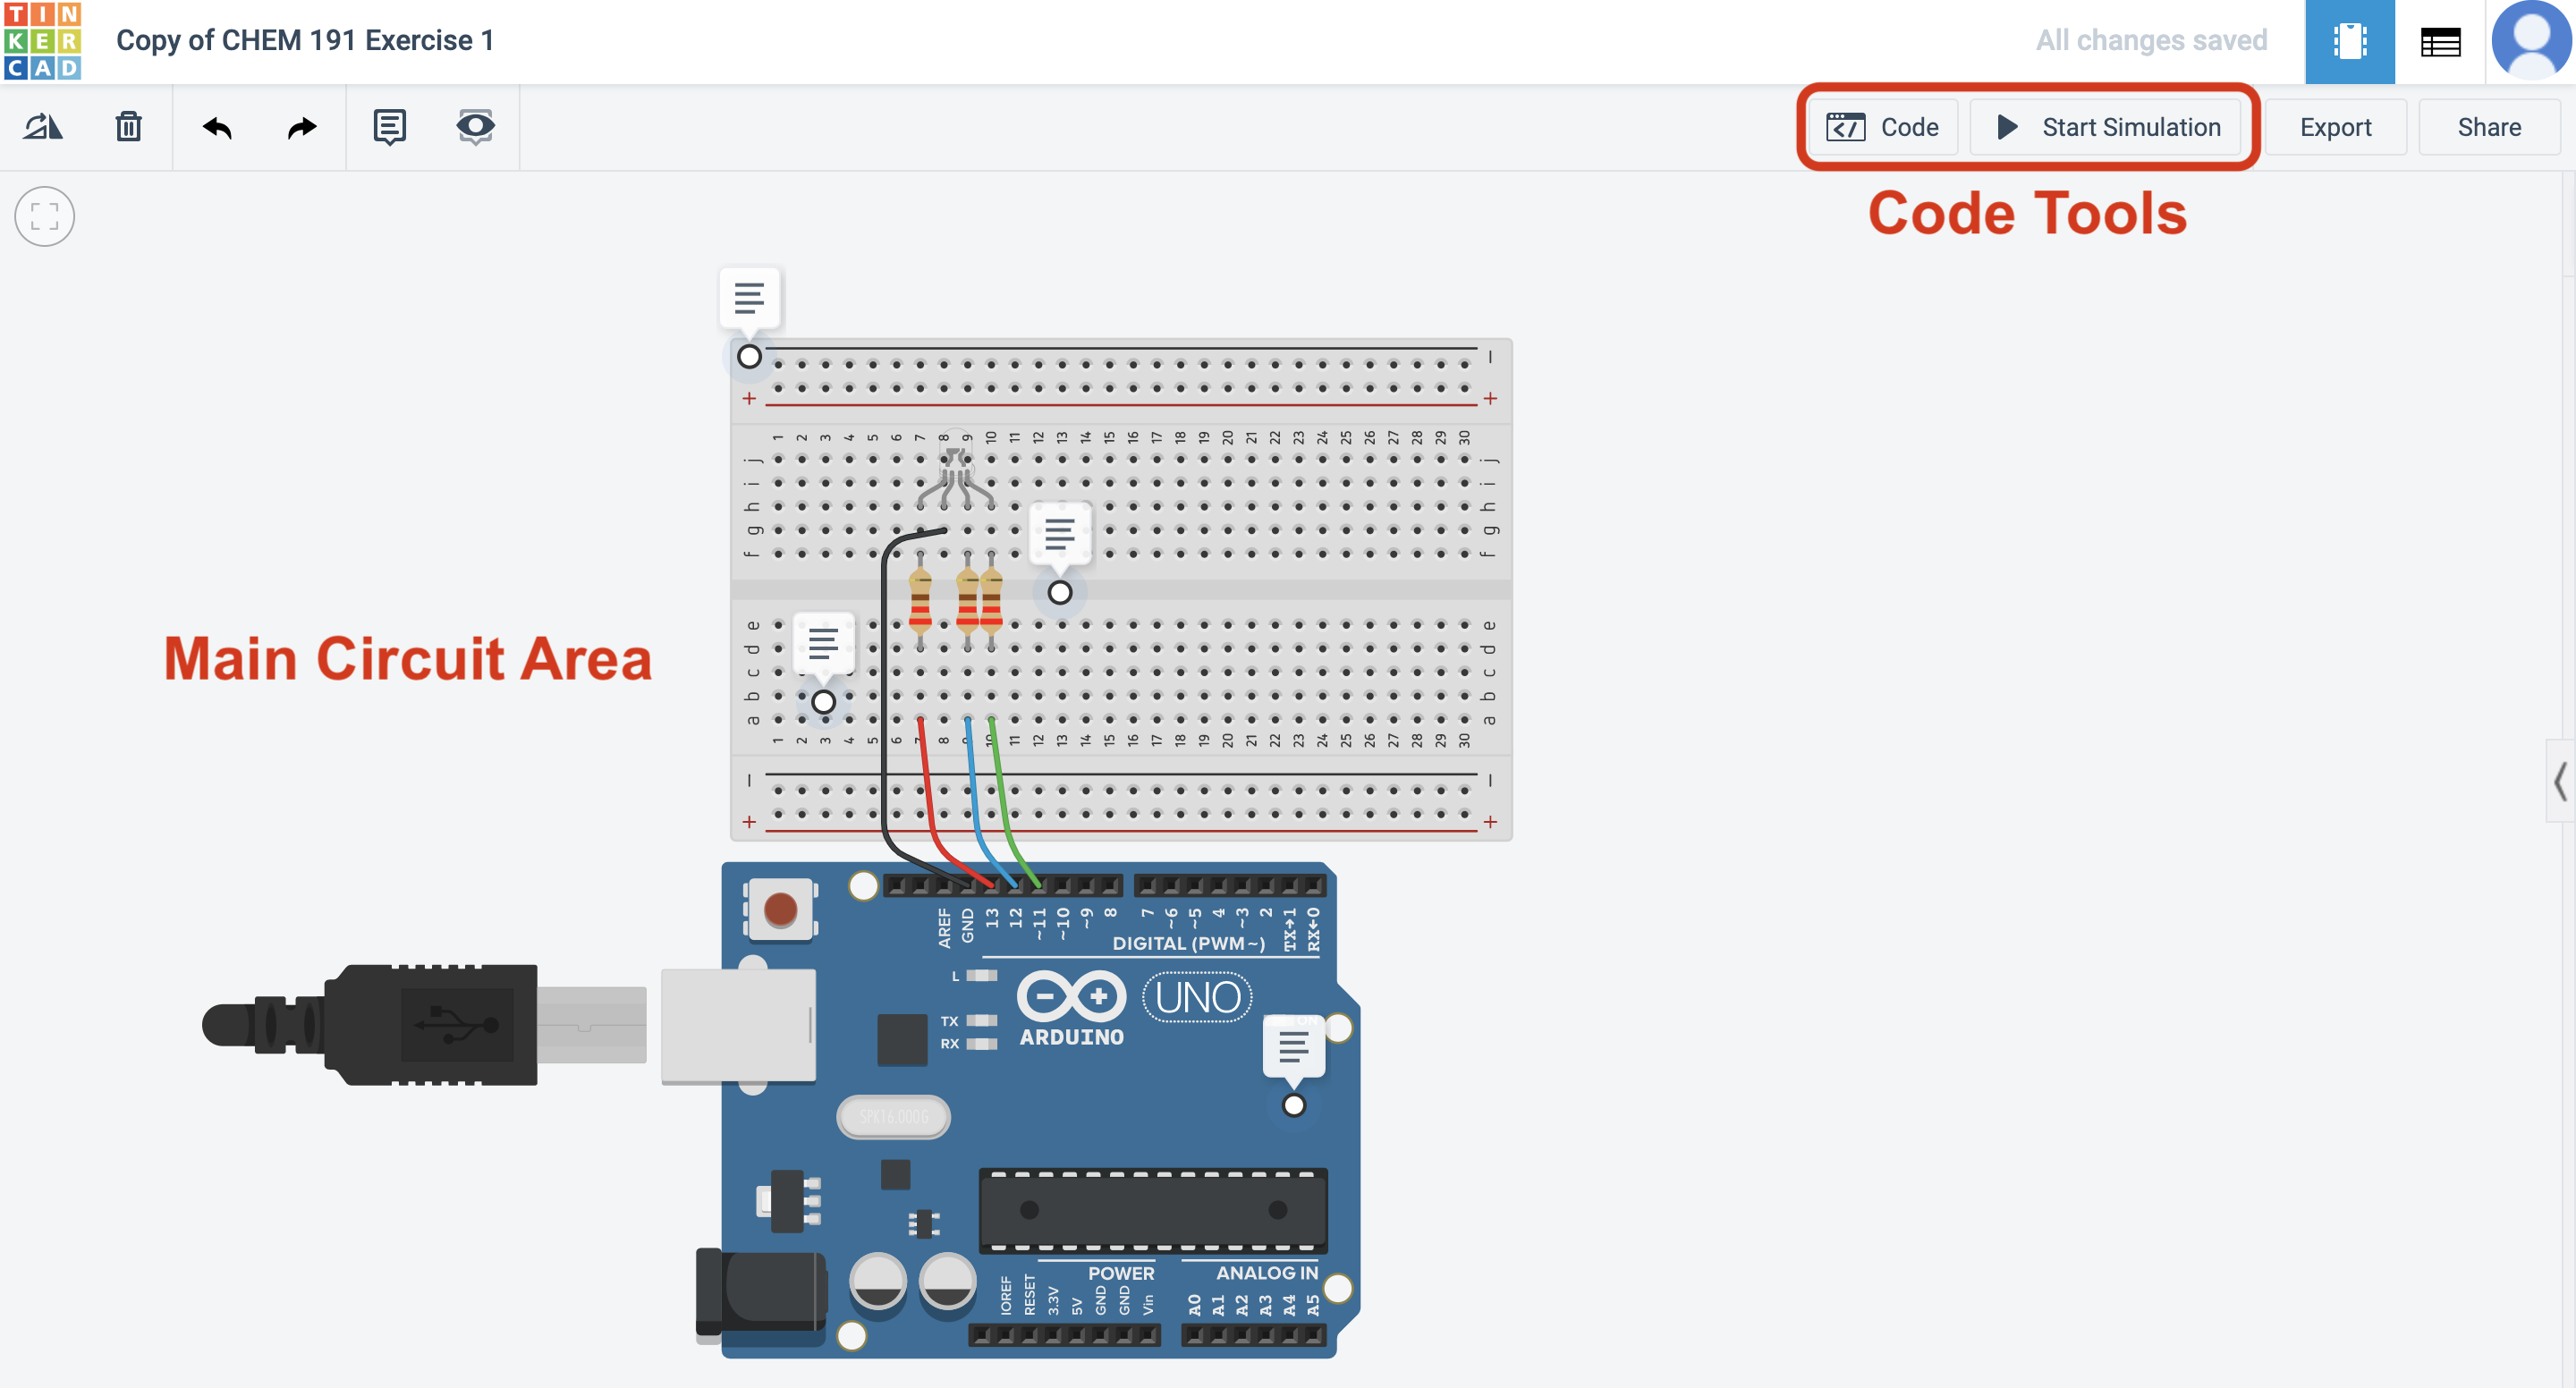 TINKERCAD
Copy of CHEM 191 Exercise 1
All changes saved
Code
Start Simulation
Export
Share
Code Tools
Main Circuit Area
− −
+ +
1 2 3 4 5 6 7 8 9 10 11 12 13 14 15 16 17 18 19 20 21 22 23 24 25 26 27 28 29 30
j j
i i
h h
g g
f f
e e
d d
c c
b b
a a
1 2 3 4 5 6 7 8 9 10 11 12 13 14 15 16 17 18 19 20 21 22 23 24 25 26 27 28 29 30
− −
+ +
AREF GND 13 12 ~11 ~10 ~9 8 7 ~6 ~5 4 ~3 2 TX→1 RX←0
DIGITAL (PWM~)
L
UNO
TX
RX
ARDUINO
ON
SPK16.000G
POWER ANALOG IN
IOREF RESET 3.3V 5V GND GND Vin A0 A1 A2 A3 A4 A5